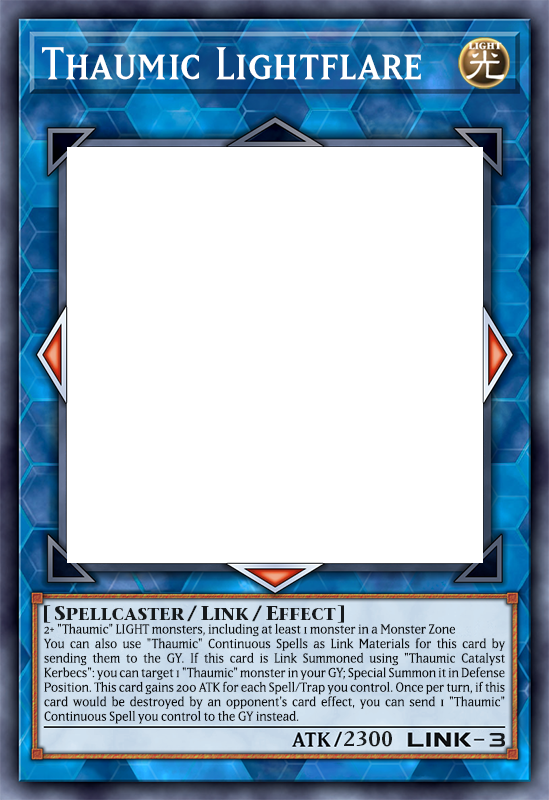 Thaumic Lightflare
LIGHT
光
[ Spellcaster / Link / Effect ]
2+ "Thaumic" LIGHT monsters, including at least 1 monster in a Monster Zone
You can also use "Thaumic" Continuous Spells as Link Materials for this card by
sending them to the GY. If this card is Link Summoned using "Thaumic Catalyst
Kerbecs": you can target 1 "Thaumic" monster in your GY; Special Summon it in Defense
Position. This card gains 200 ATK for each Spell/Trap you control. Once per turn, if this
card would be destroyed by an opponent's card effect, you can send 1 "Thaumic"
Continuous Spell you control to the GY instead.
ATK/2300 LINK-3